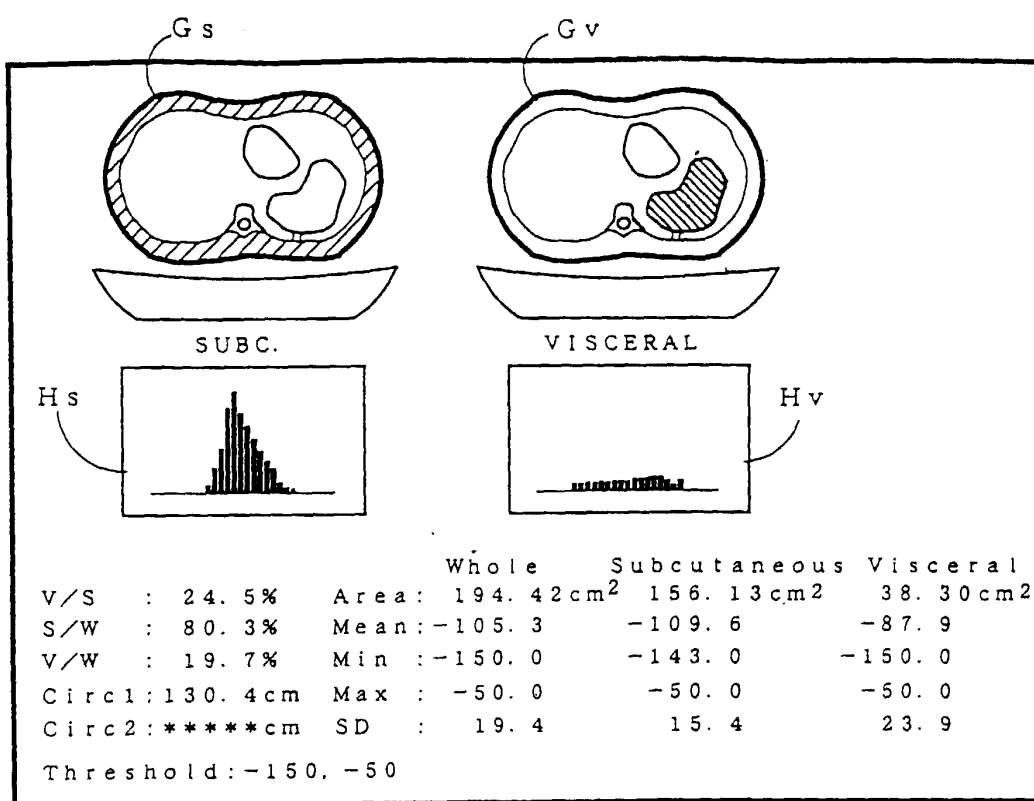 Gs
Gv
SUBC.
VISCERAL
Hs
Hv
Whole Subcutaneous Visceral
V/S : 24.5% Area: 194.42cm² 156.13cm² 38.30cm²
S/W : 80.3% Mean:-105.3 -109.6 -87.9
V/W : 19.7% Min :-150.0 -143.0 -150.0
Circ1:130.4cm Max : -50.0 -50.0 -50.0
Circ2:*****cm SD : 19.4 15.4 23.9
Threshold:-150,-50